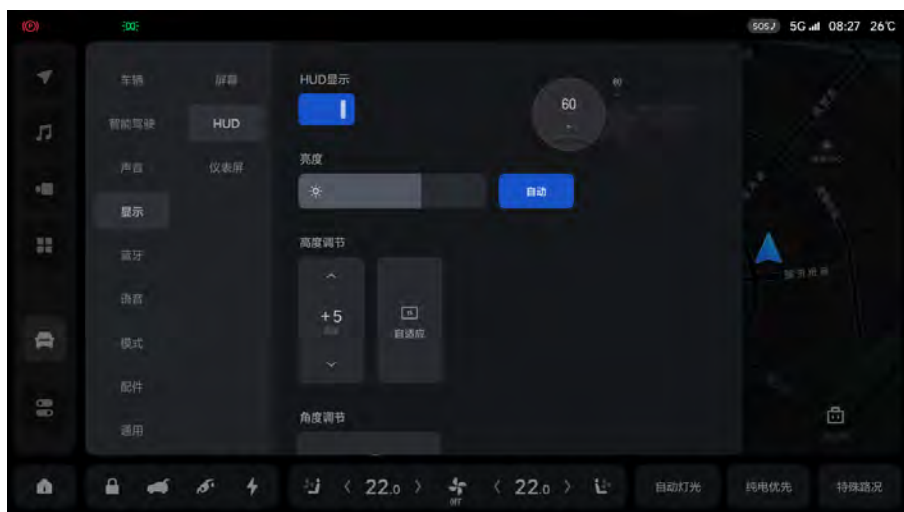 SOS 5G 08:27 26℃
车辆
智能驾驶
声音
显示
蓝牙
语音
模式
配件
通用
屏幕
HUD
仪表屏
HUD显示
60
60
亮度
自动
高度调节
+5
自适应
角度调节
22.0
OFF
22.0
自动灯光
纯电优先
特殊路况